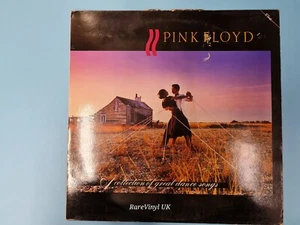 PINK FLOYD
A collection of great dance songs
RareVinyl UK